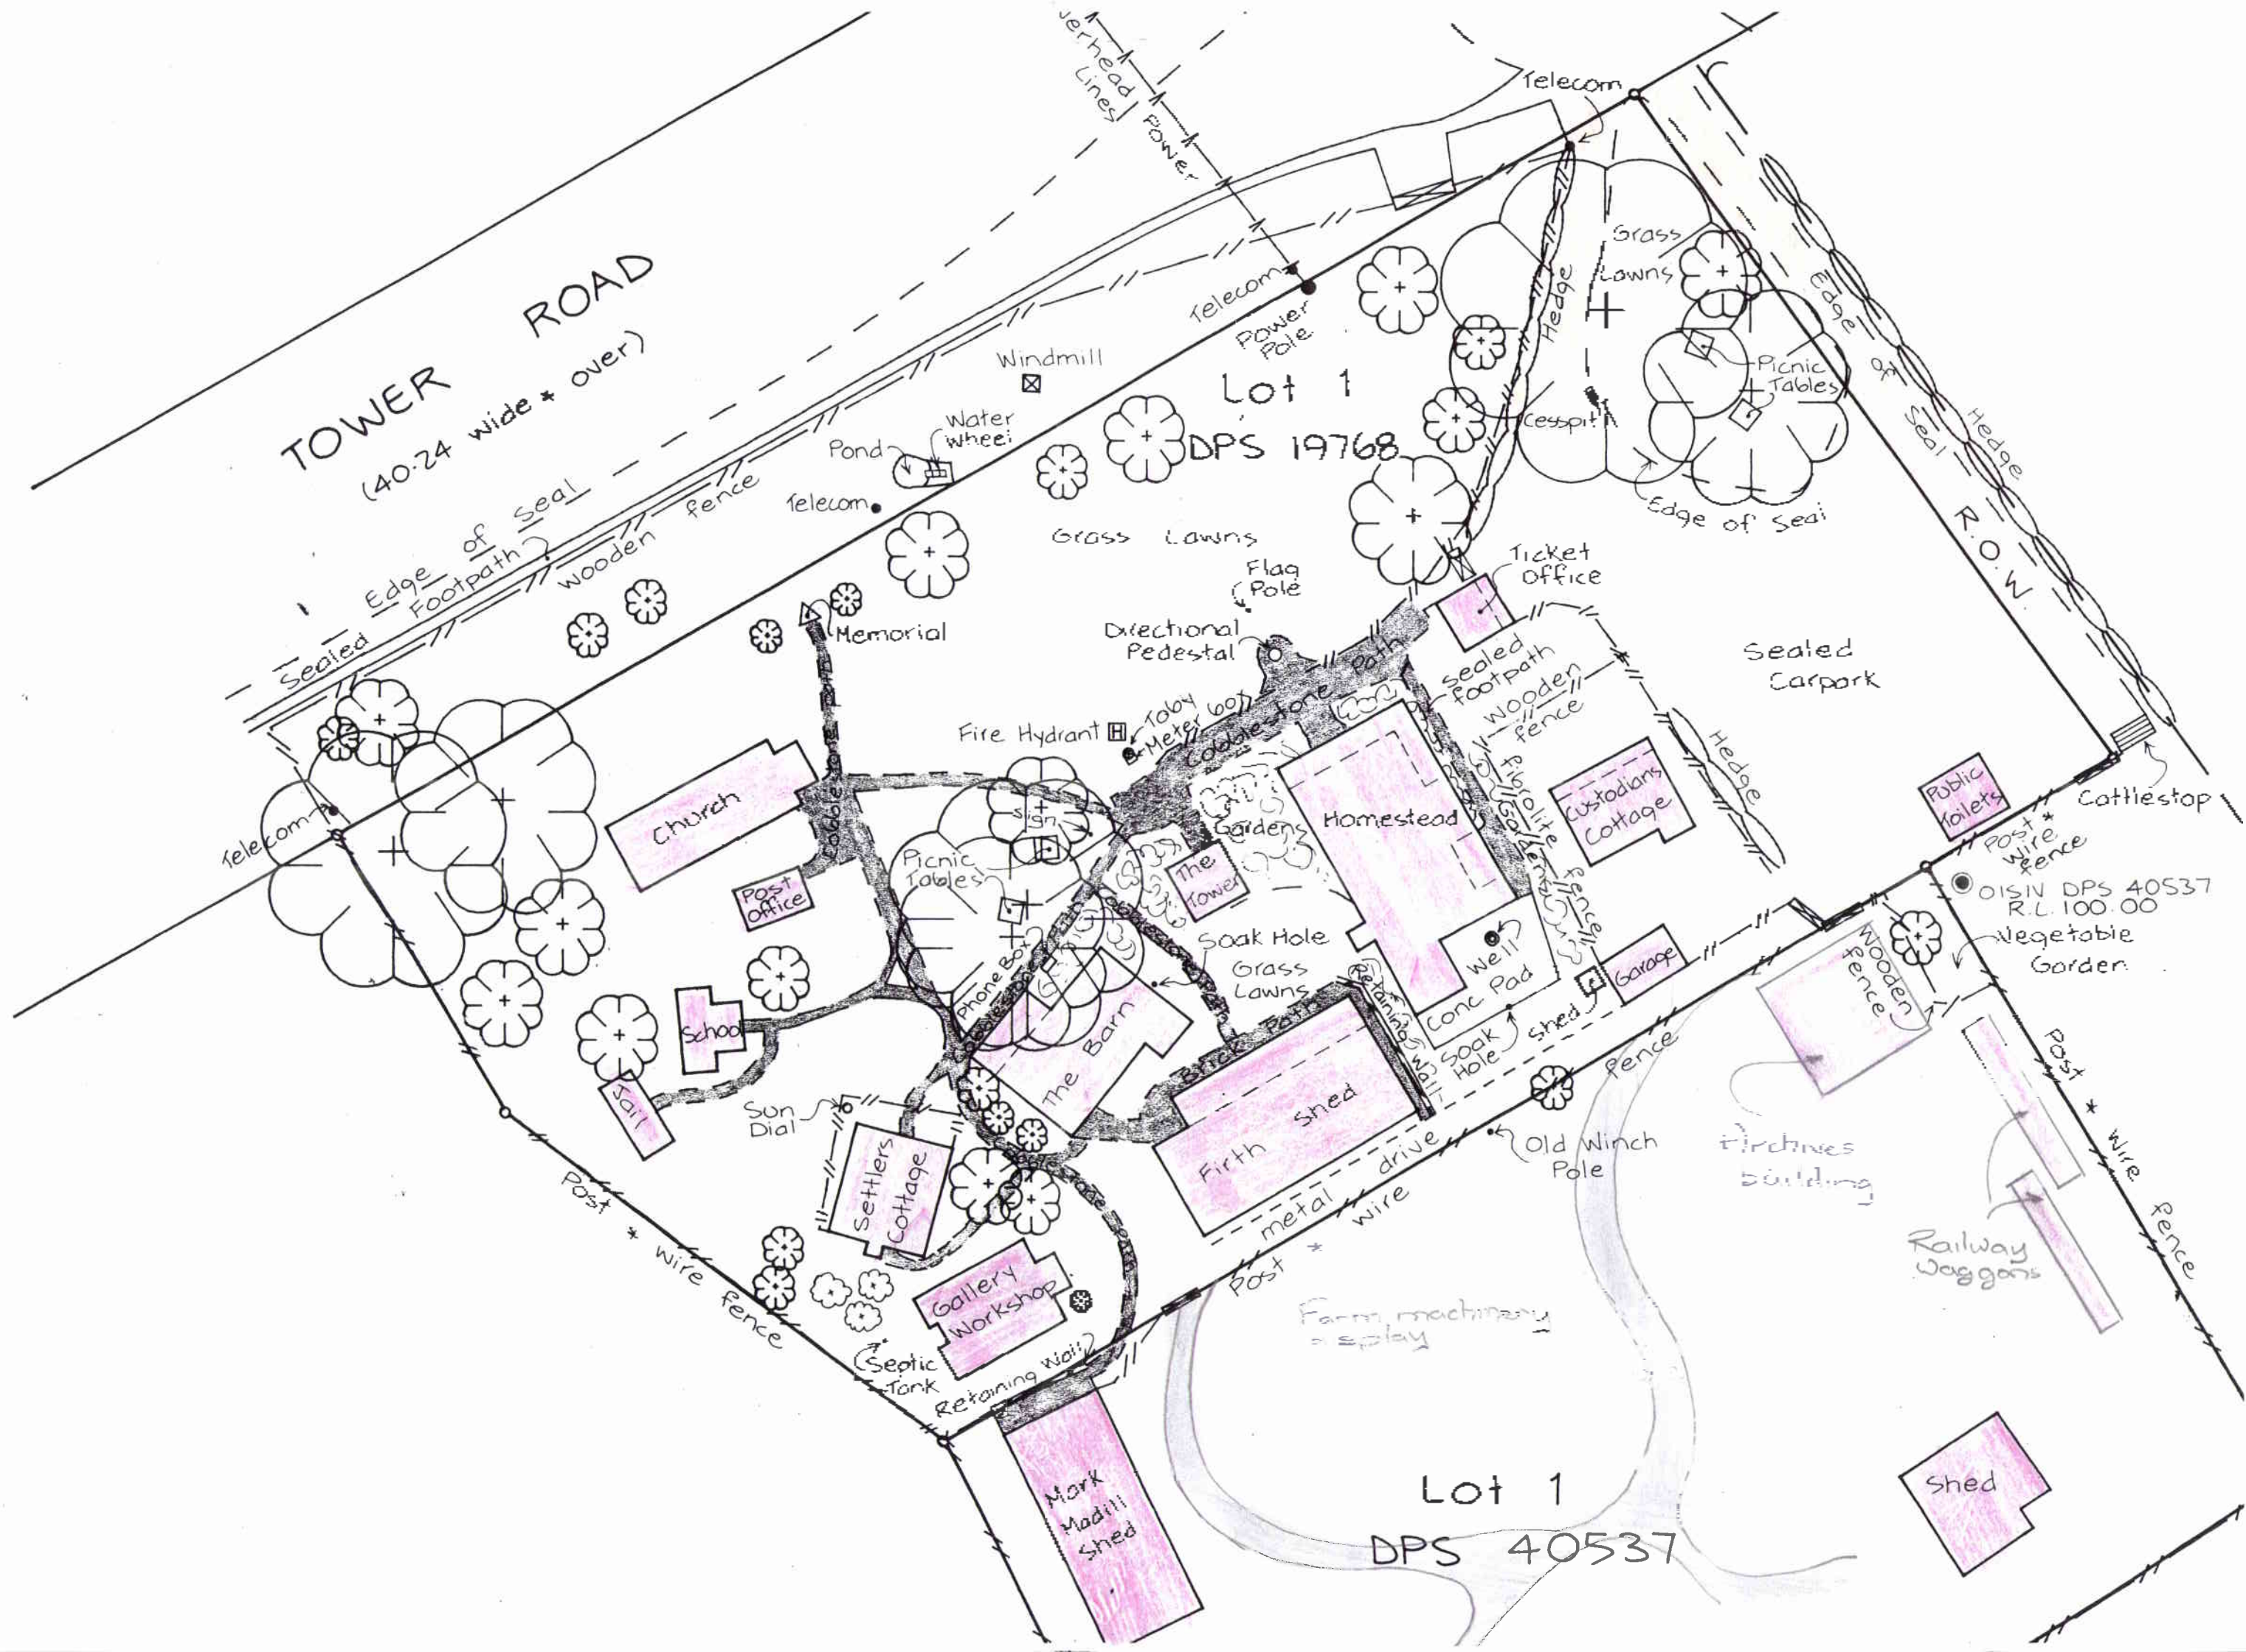 Overhead Power
Lines
Telecom
r
TOWER ROAD
(40.24 wide * over)
Edge of Seal
Sealed Footpath
Wooden fence
Windmill
Water
Wheel
Pond
Telecom
Telecom
Power
Pole
Lot 1
DPS 19768
Grass Lawns
Hedge
Grass
Lawns
Cesspit
Picnic
Tables
Edge of Seal
Edge of Seal
Hedge
R.O.W.
Ticket
Office
Flag
Pole
Directional
Pedestal
Memorial
Fire Hydrant
H
Toby
Meter box
Cobblestone Path
Sealed
footpath
Wooden
fence
Sealed
Carpark
Hedge
Cattlestop
Public
Toilets
Post *
Wire
fence
OISIV DPS 40537
R.L. 100.00
Vegetable
Garden
Wooden
fence
Telecom
Church
Cobblestone
Post
Office
Sign
Picnic
Tables
Gardens
The
Tower
Homestead
Fibrolite fence
Gardens
Custodians
Cottage
Garage
Shed
Well
Conc. Pad
Soak
Hole
Soak Hole
Grass
Lawns
Retaining Wall
Phone Box
Cobblestone
Cobblestone
The Barn
Brick Path
Firth Shed
School
Jail
Sun
Dial
Settlers
Cottage
Gallery
Workshop
Septic
Tank
Retaining Wall
Post * Wire fence
metal drive
Post * Wire fence
Old Winch
Pole
Archives
Building
Railway
Waggons
Post * Wire fence
Farm machinery
display
Mark
Madill
Shed
Lot 1
DPS 40537
Shed